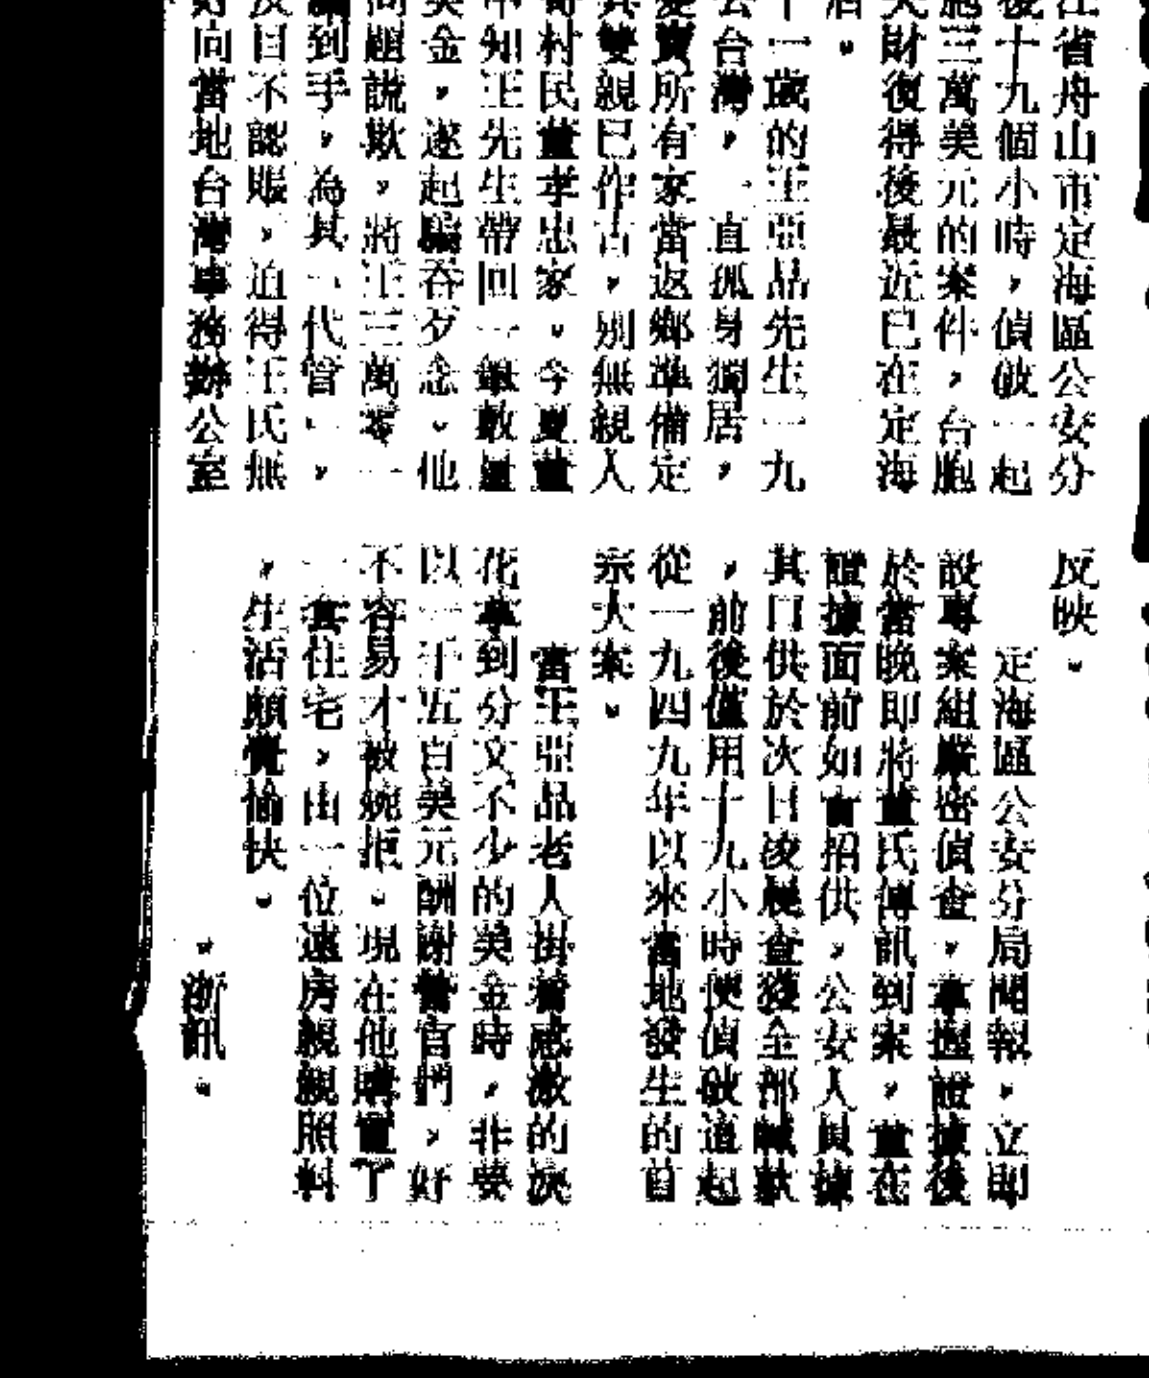 江省舟山市定海區公安分
後十九個小時，偵破一起
胞三萬美元的案件，台胞
失財復得後最近已在定海
居。
十一歲的王亞品先生一九
去台灣，一直孤身獨居，
變賣所有家當返鄉準備定
其雙親已作古，別無親人
村民董孝忠家。今夏董
知王先生帶回一銀數量
美金，遂起騙吞歹念。他
問題謊欺，將王三萬零一
到手，為其﹁代管﹂，
反目不認賬，迫得王氏無
好向當地台灣事務辦公室
反映。
定海區公安分局聞報，立即
設專案組嚴密偵查，掌握證據後
於當晚即將董氏傳訊到案，董在
證據面前如實招供，公安人員據
其口供於次日凌晨查獲全部贓款
，前後僅用十九小時便偵破這起
從一九四九年以來當地發生的首
宗大案。
當王亞品老人掛着感激的淚
花拿到分文不少的美金時，非要
以一千五百美元酬謝警官們，好
不容易才被婉拒。現在他購置了
一套住宅，由一位遠房親親照料
，生活頗覺愉快。
・浙訊・